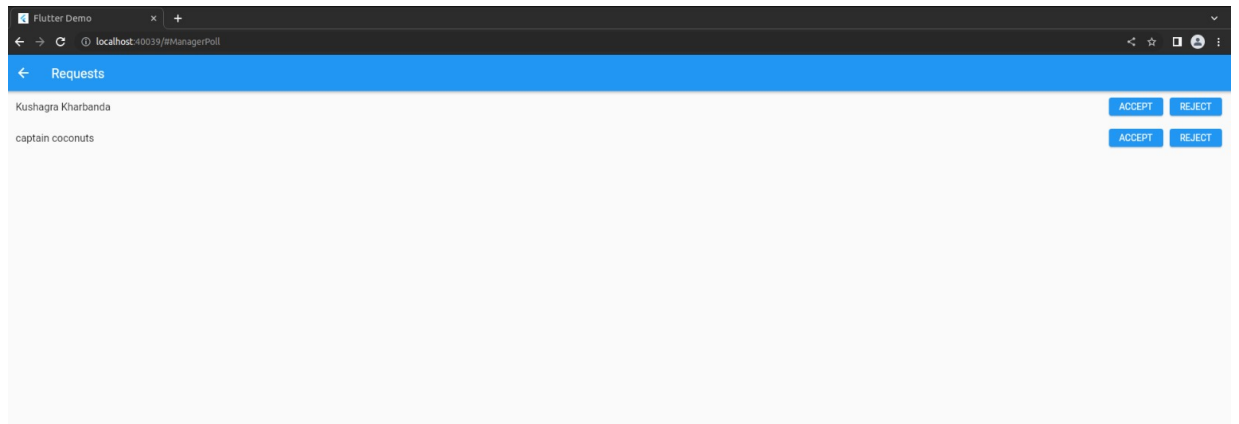 Flutter Demo
localhost:40039/#ManagerPoll
Requests
Kushagra Kharbanda ACCEPT REJECT
captain coconuts ACCEPT REJECT